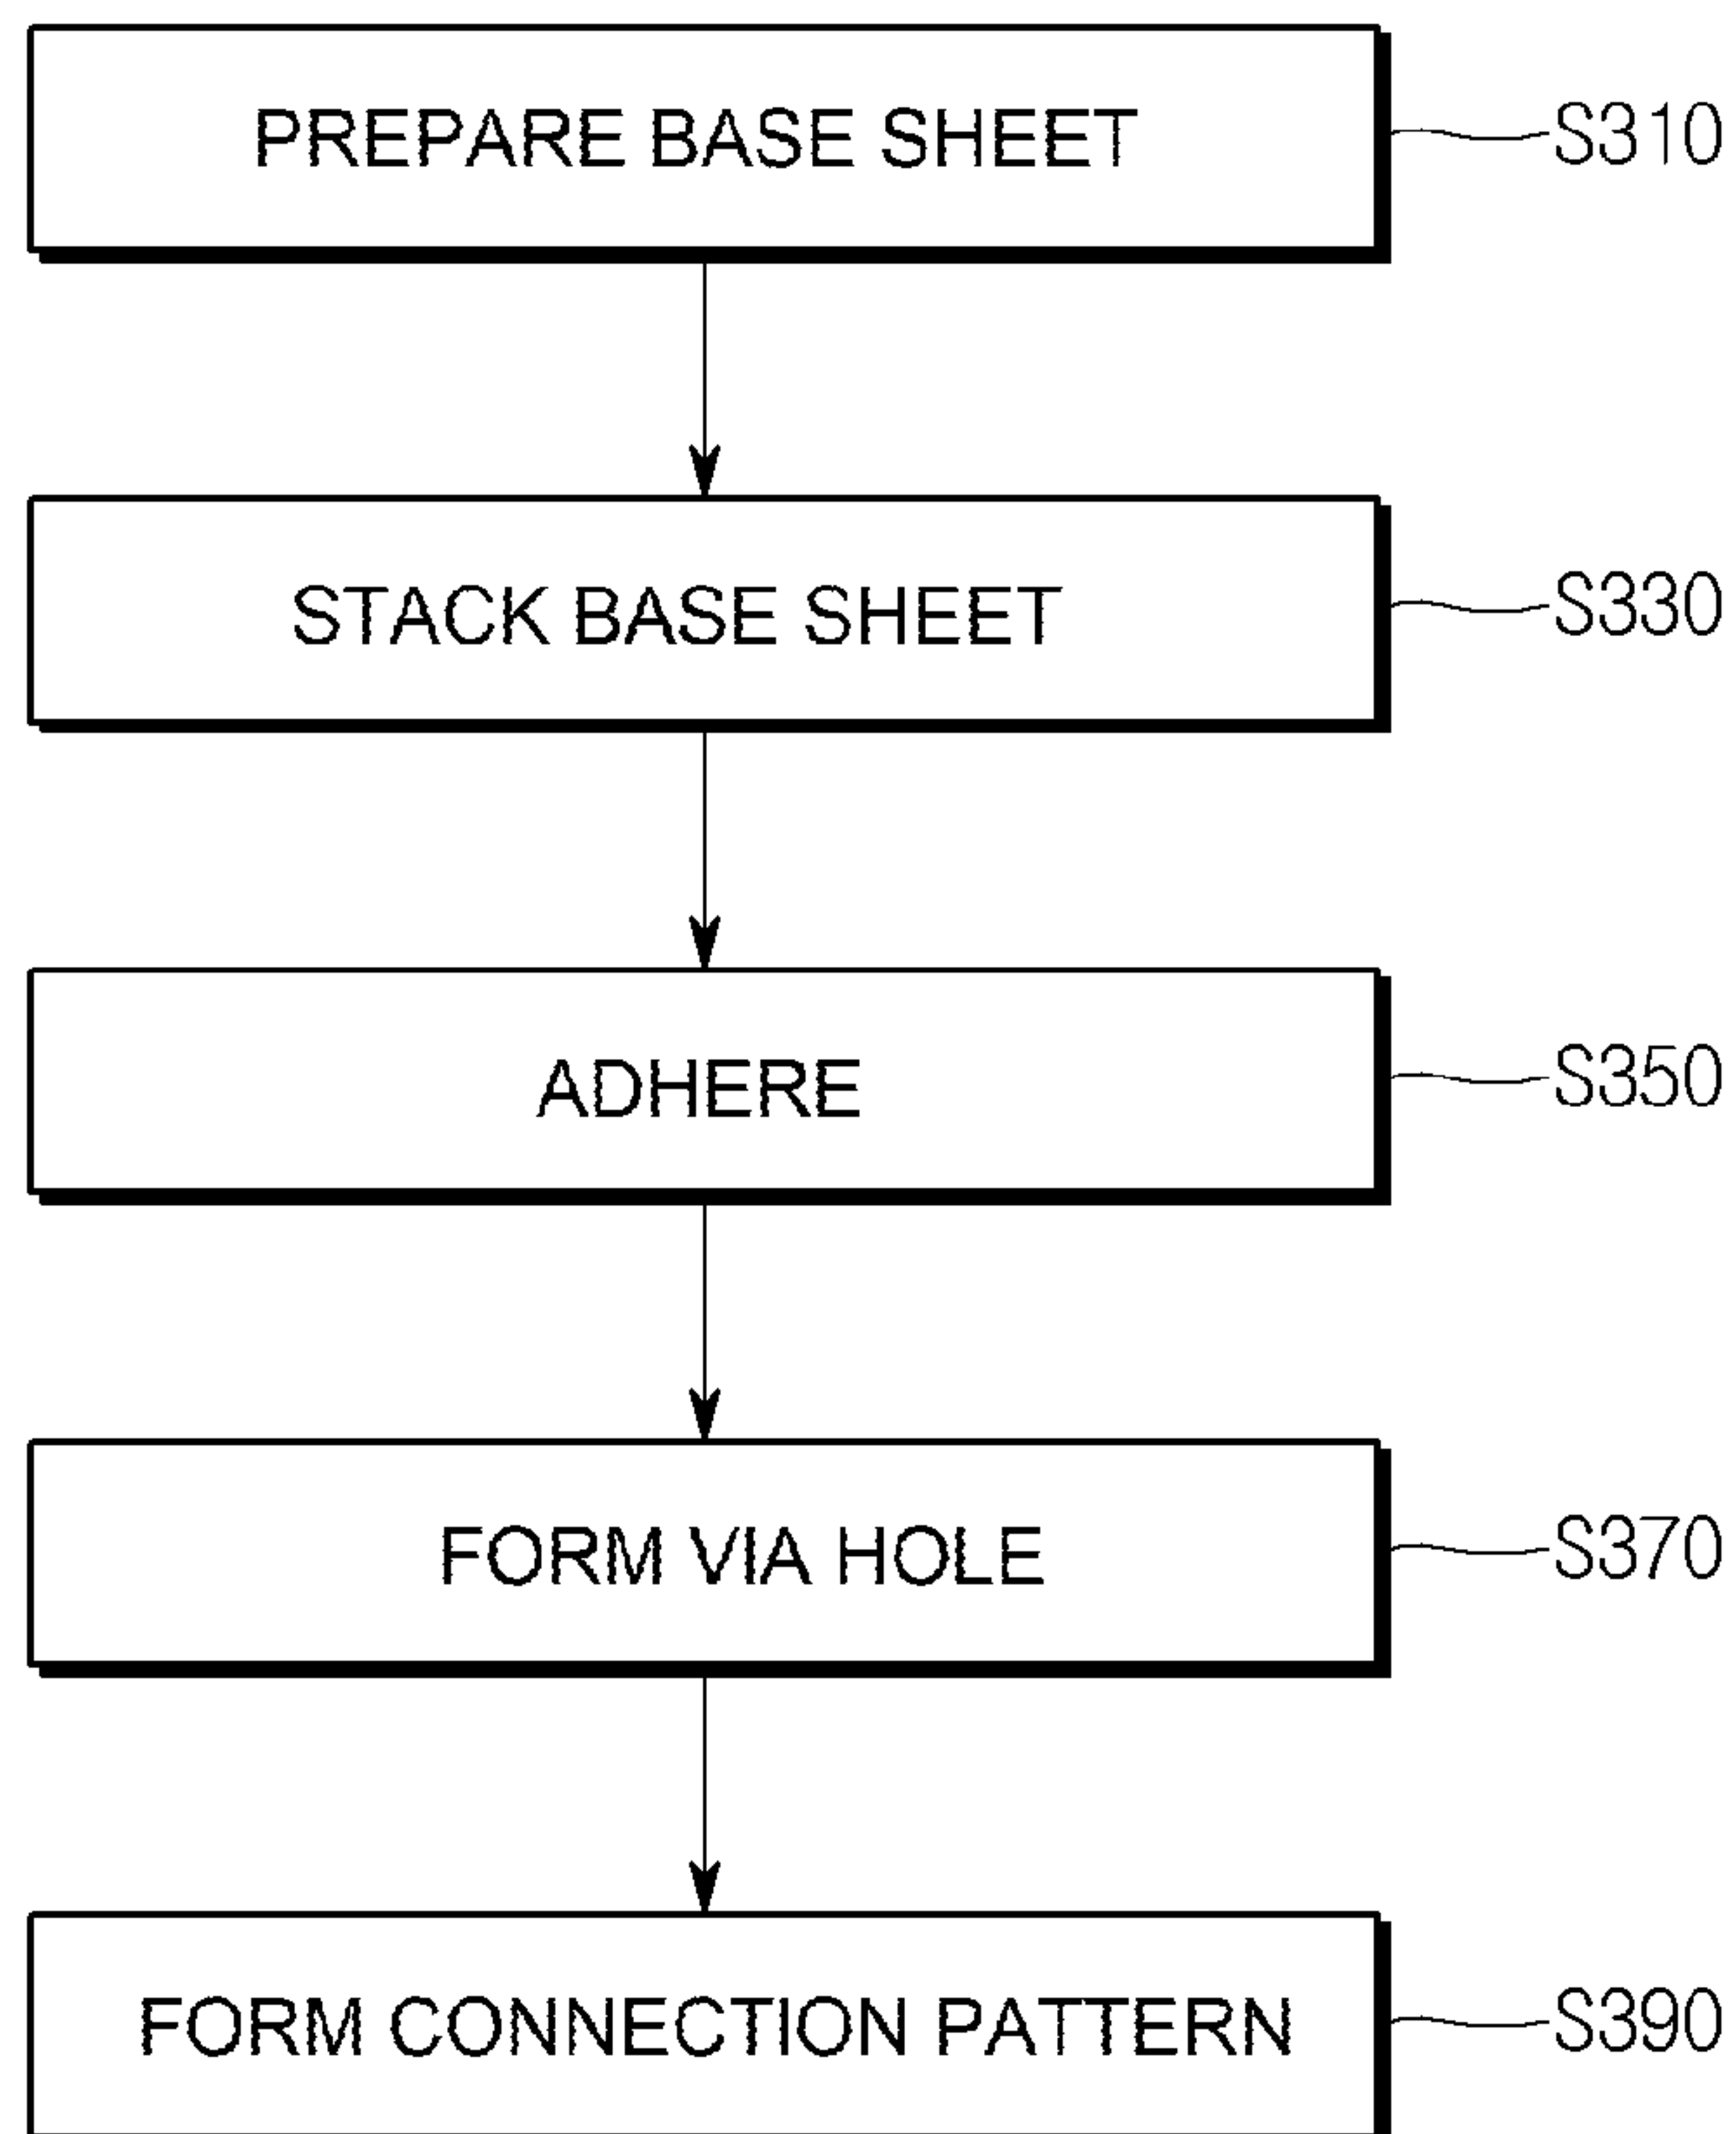 PREPARE BASE SHEET
S310
STACK BASE SHEET
S330
ADHERE
S350
FORM VIA HOLE
S370
FORM CONNECTION PATTERN
S390